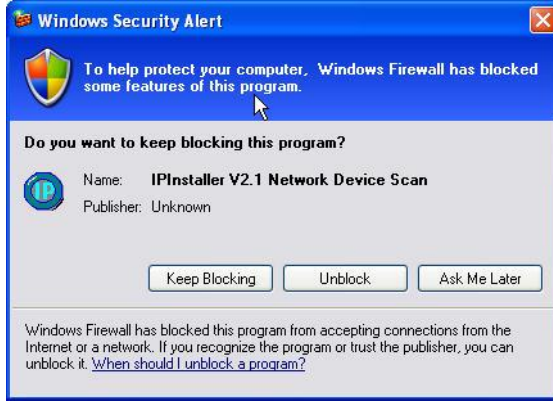 Windows Security Alert
To help protect your computer, Windows Firewall has blocked
some features of this program.
Do you want to keep blocking this program?
IP
Name: IPInstaller V2.1 Network Device Scan
Publisher: Unknown
Keep Blocking Unblock Ask Me Later
Windows Firewall has blocked this program from accepting connections from the
Internet or a network. If you recognize the program or trust the publisher, you can
unblock it. When should I unblock a program?